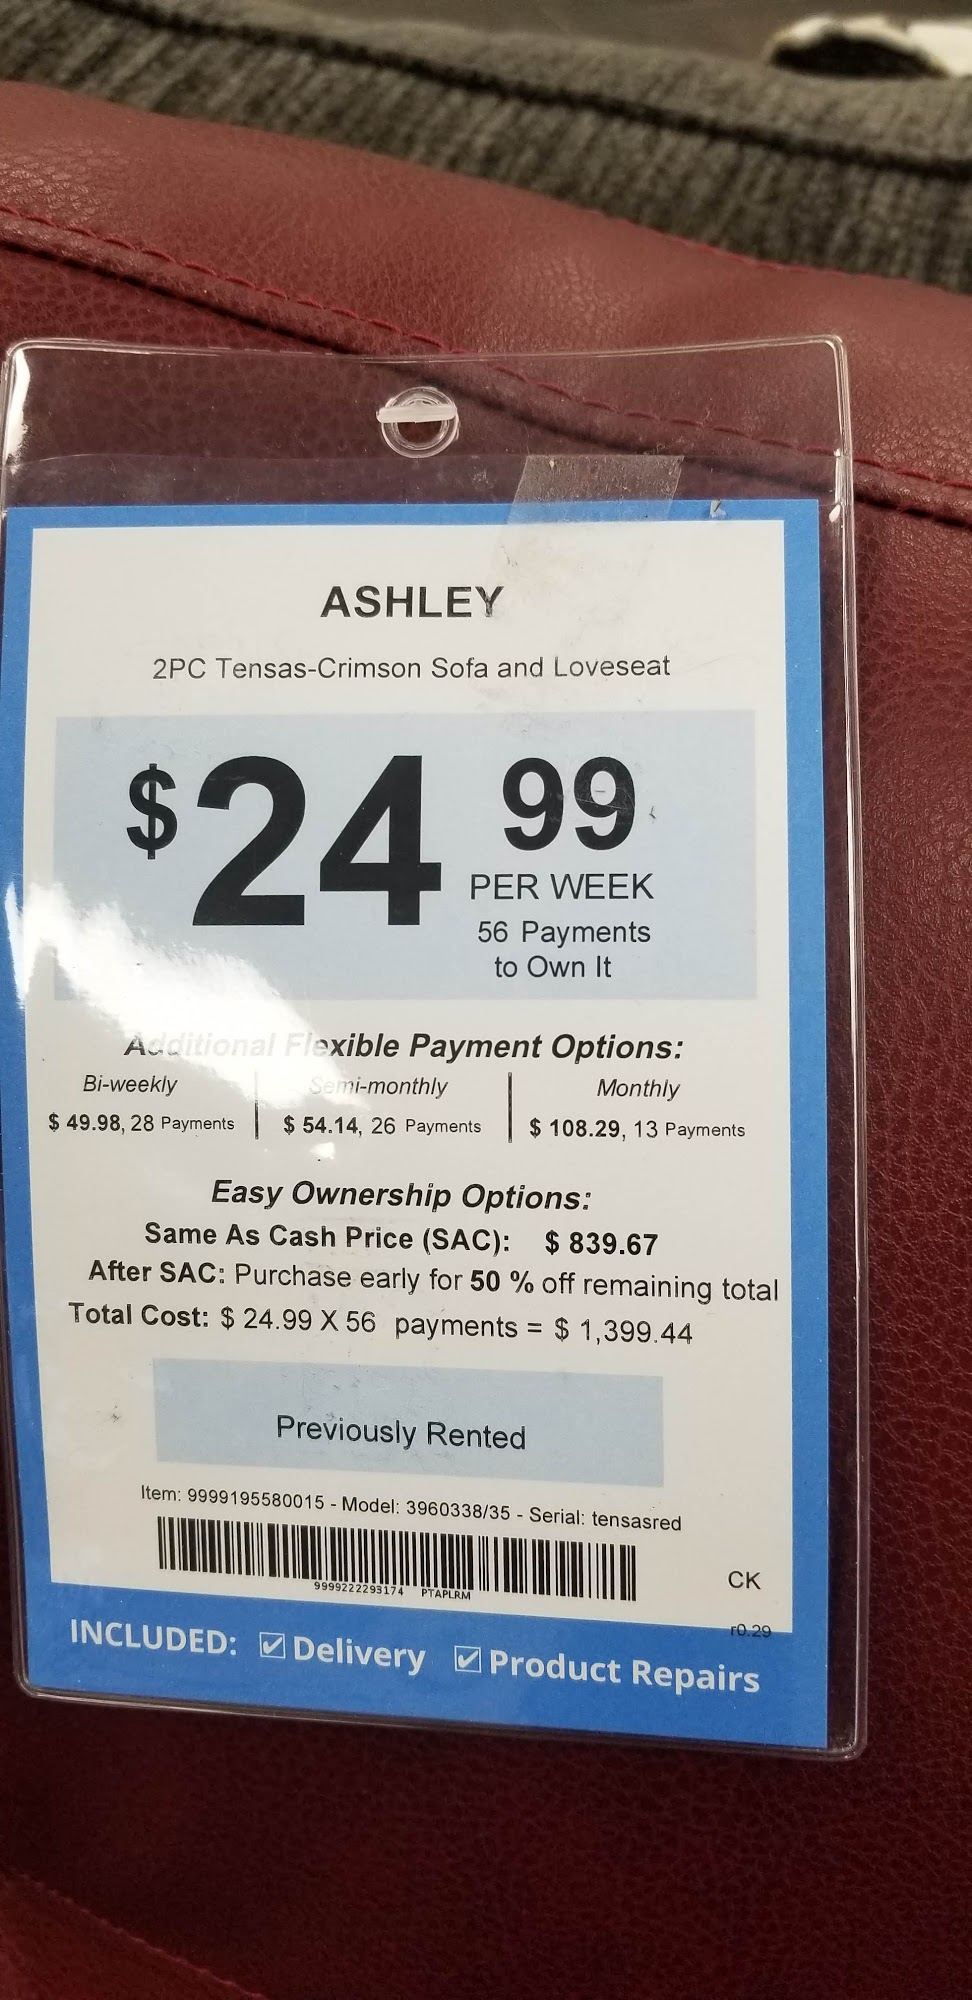 ASHLEY
2PC Tensas-Crimson Sofa and Loveseat
$24 99
PER WEEK
56 Payments
to Own It
Additional Flexible Payment Options:
Bi-weekly Semi-monthly Monthly
$ 49.98, 28 Payments $ 54.14, 26 Payments $ 108.29, 13 Payments
Easy Ownership Options:
Same As Cash Price (SAC): $ 839.67
After SAC: Purchase early for 50 % off remaining total
Total Cost: $ 24.99 X 56 payments = $ 1,399.44
Previously Rented
Item: 9999195580015 - Model: 3960338/35 - Serial: tensasred
9999222293174 PTAPLRM
CK
r0.29
INCLUDED: ☑ Delivery ☑ Product Repairs